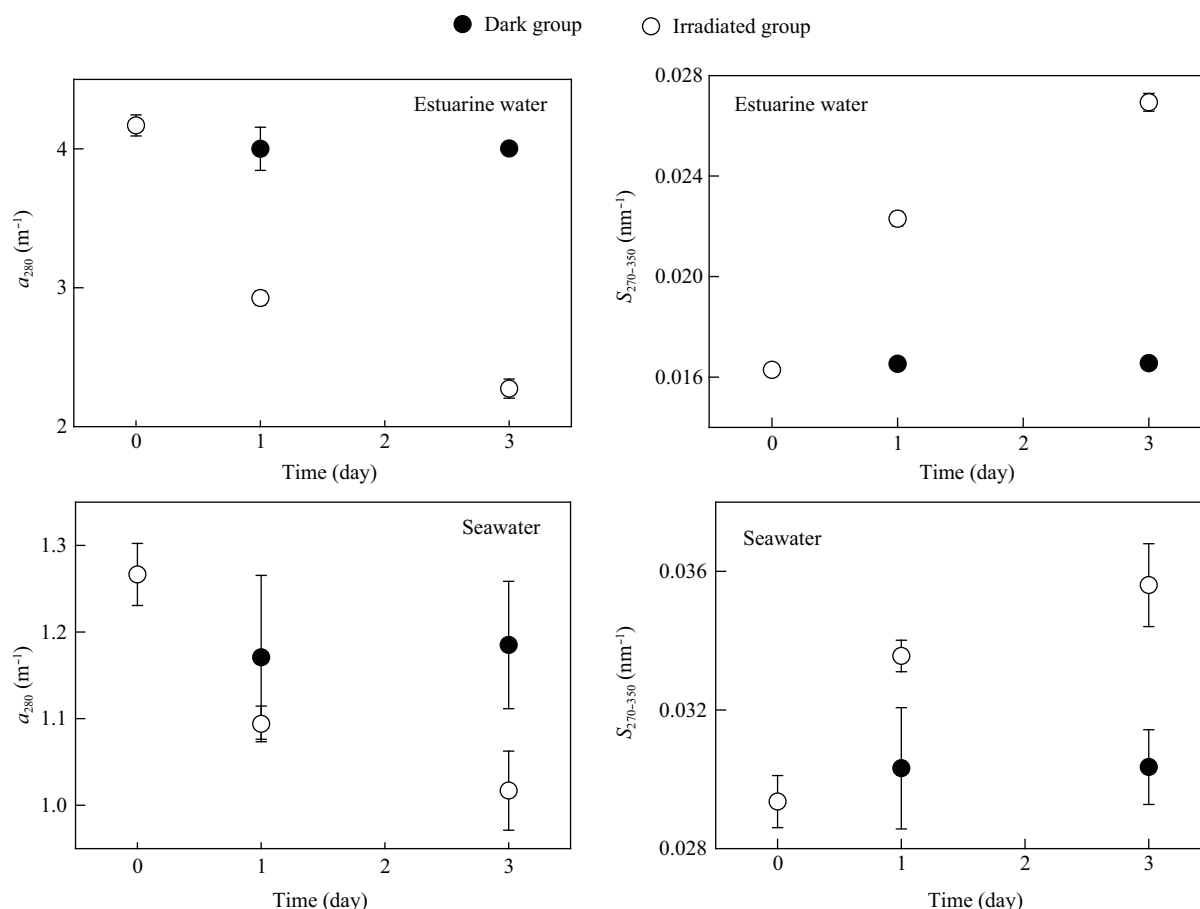 Dark group
Irradiated group
Estuarine water
4
3
2
a₂₈₀ (m⁻¹)
0 1 2 3
Time (day)
Estuarine water
0.028
0.024
0.020
0.016
S₂₇₀₋₃₅₀ (nm⁻¹)
0 1 2 3
Time (day)
Seawater
1.3
1.2
1.1
1.0
a₂₈₀ (m⁻¹)
0 1 2 3
Time (day)
Seawater
0.036
0.032
0.028
S₂₇₀₋₃₅₀ (nm⁻¹)
0 1 2 3
Time (day)